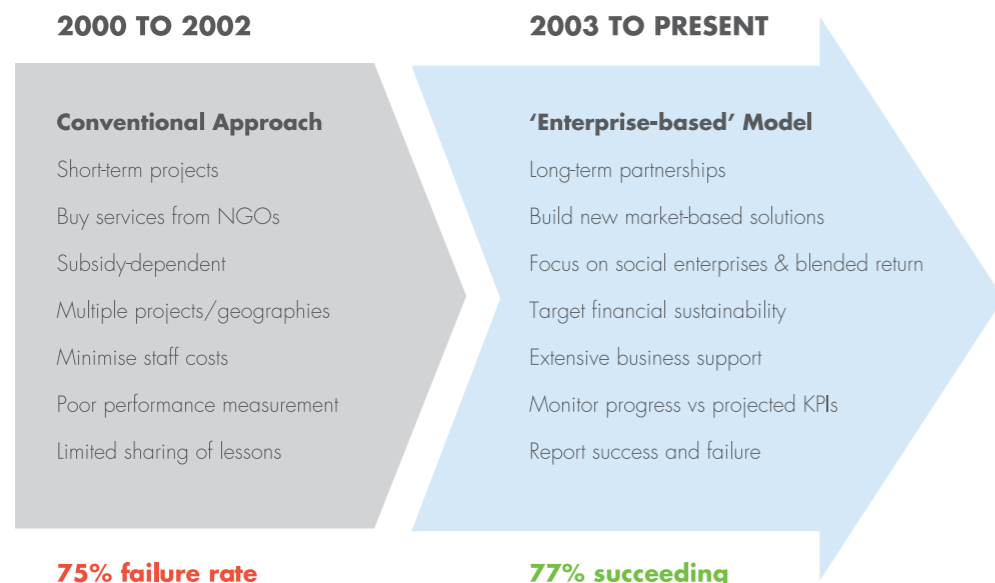 2000 TO 2002
Conventional Approach
Short-term projects
Buy services from NGOs
Subsidy-dependent
Multiple projects/geographies
Minimise staff costs
Poor performance measurement
Limited sharing of lessons
75% failure rate
2003 TO PRESENT
‘Enterprise-based’ Model
Long-term partnerships
Build new market-based solutions
Focus on social enterprises & blended return
Target financial sustainability
Extensive business support
Monitor progress vs projected KPIs
Report success and failure
77% succeeding